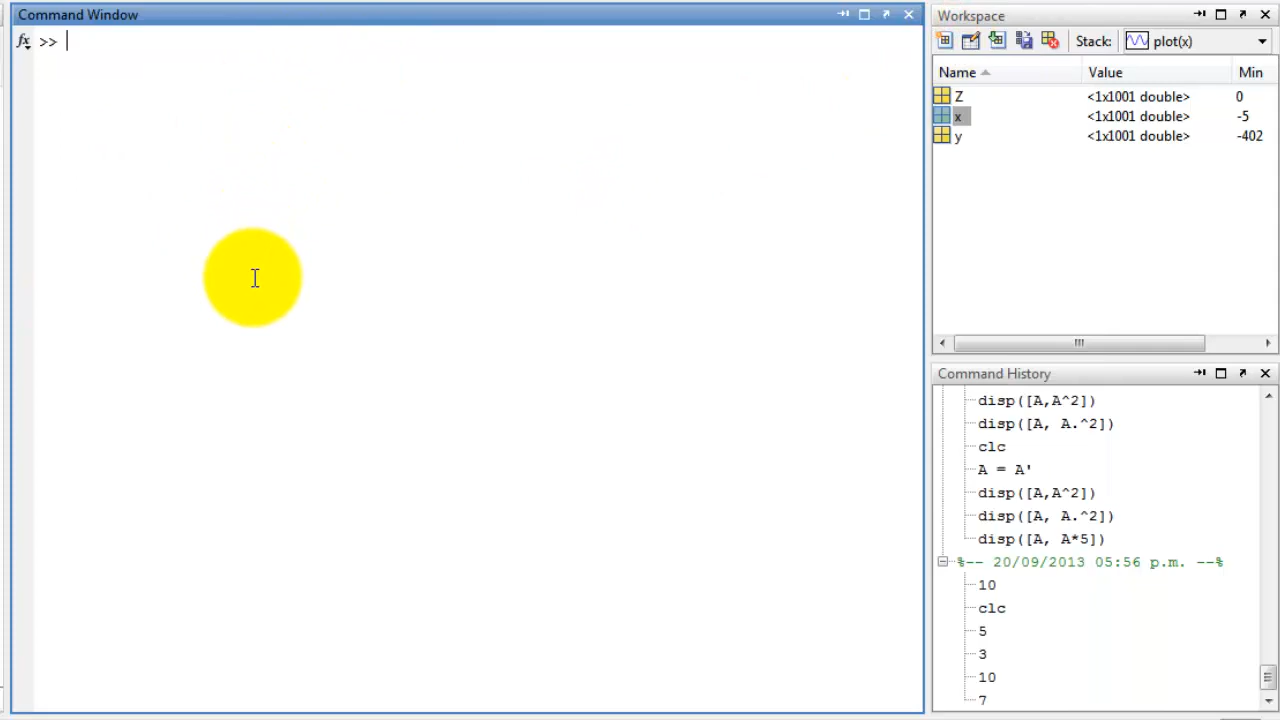 Command Window
fx >>
Workspace
Stack: plot(x)
Name Value Min
Z <1x1001 double> 0
x <1x1001 double> -5
y <1x1001 double> -402
Command History
disp([A,A^2])
disp([A, A.^2])
clc
A = A'
disp([A,A^2])
disp([A, A.^2])
disp([A, A*5])
%-- 20/09/2013 05:56 p.m. --%
10
clc
5
3
10
7